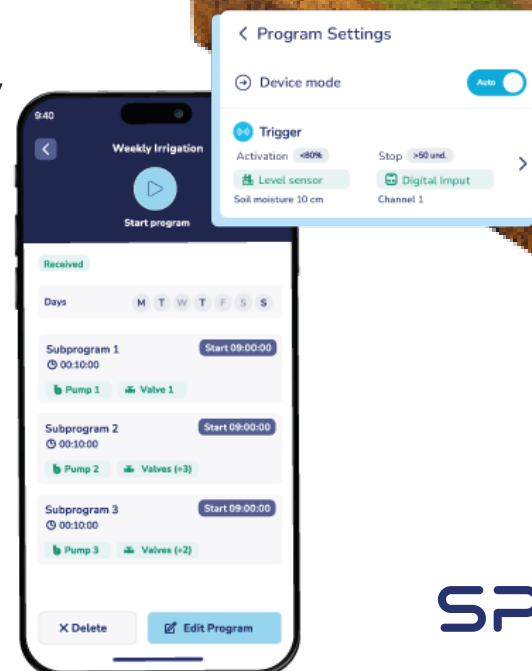 Program Settings
Device mode
Auto
Trigger
Activation <80% Stop >50 und.
Level sensor Digital Imput
Soil moisture 10 cm Channel 1
9:40
Weekly Irrigation
Start program
Received
Days M T W T F S S
Subprogram 1 Start 09:00:00
00:10:00
Pump 1 Valve 1
Subprogram 2 Start 09:00:00
00:10:00
Pump 2 Valves (+3)
Subprogram 3 Start 09:00:00
00:10:00
Pump 3 Valves (+2)
Delete Edit Program
SP